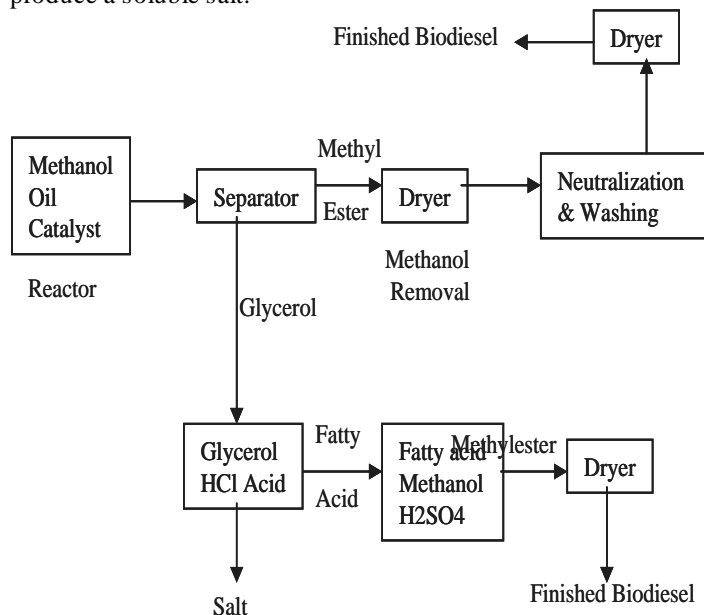 produce a soluble salt.
Finished Biodiesel
Dryer
Methanol
Oil
Catalyst
Reactor
Separator
Methyl
Ester
Dryer
Methanol
Removal
Neutralization
& Washing
Glycerol
Glycerol
HCl Acid
Fatty
Acid
Fatty acid
Methanol
H2SO4
Methylester
Dryer
Salt
Finished Biodiesel